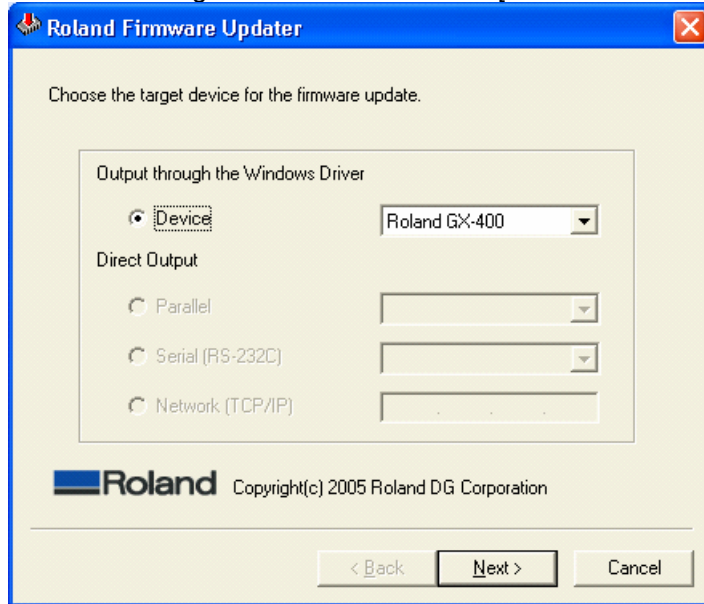 Roland Firmware Updater
Choose the target device for the firmware update.
Output through the Windows Driver
Device Roland GX-400
Direct Output
Parallel
Serial (RS-232C)
Network (TCP/IP)
Roland Copyright(c) 2005 Roland DG Corporation
< Back Next > Cancel